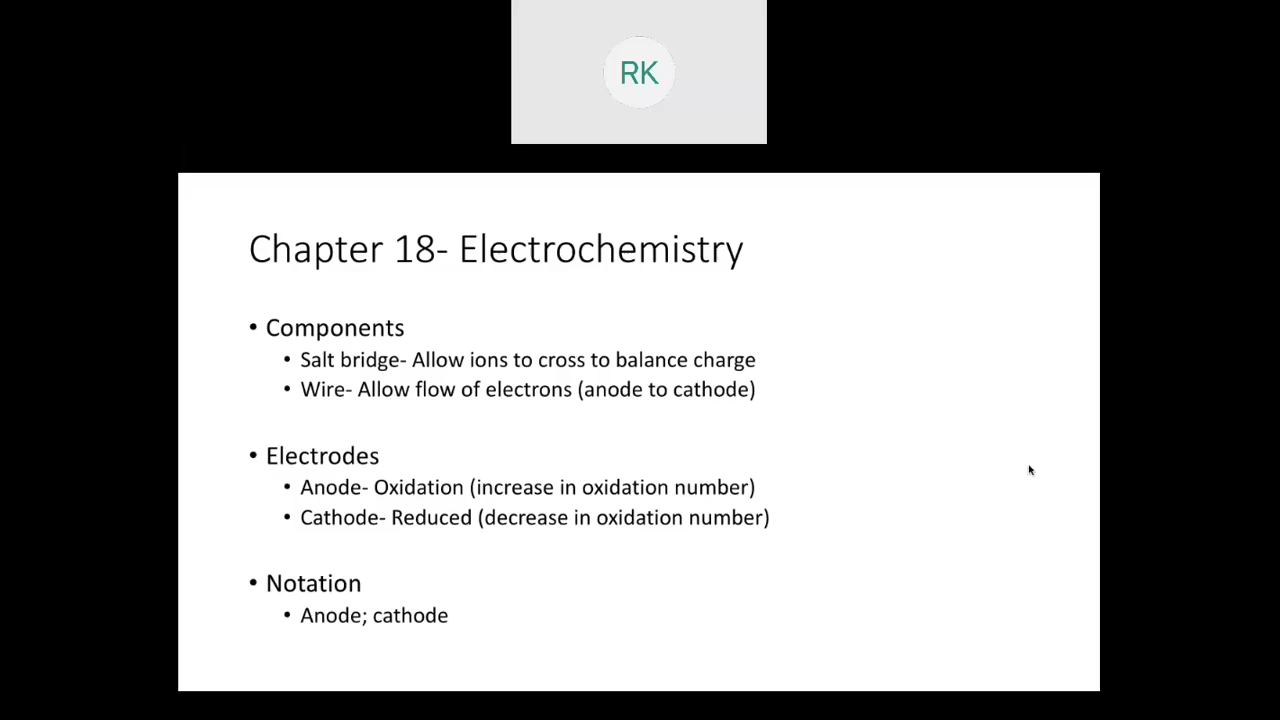 RK
Chapter 18- Electrochemistry
• Components
• Salt bridge- Allow ions to cross to balance charge
• Wire- Allow flow of electrons (anode to cathode)
• Electrodes
• Anode- Oxidation (increase in oxidation number)
• Cathode- Reduced (decrease in oxidation number)
• Notation
• Anode; cathode